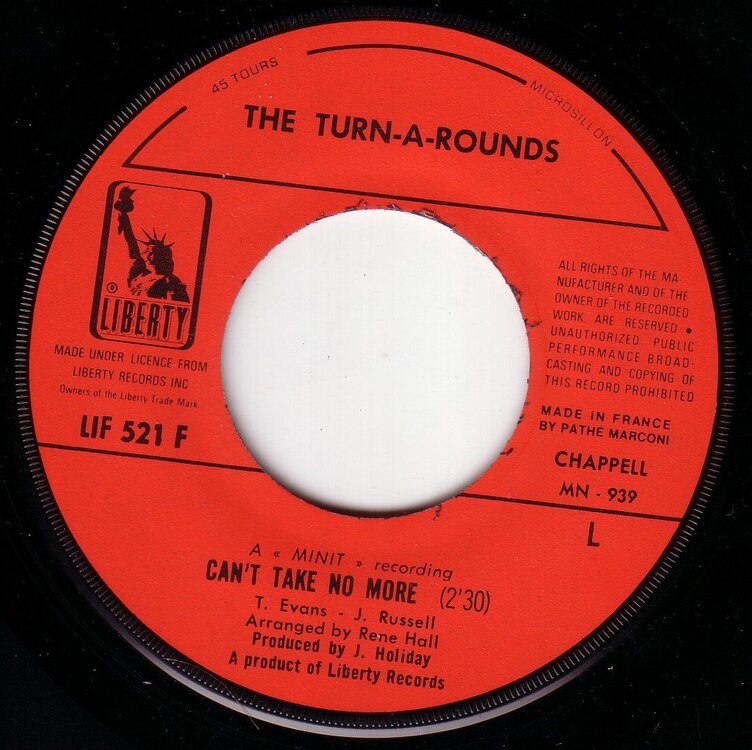 45 TOURS
MICROSILLON
THE TURN-A-ROUNDS
® LIBERTY
MADE UNDER LICENCE FROM
LIBERTY RECORDS INC
Owners of the Liberty Trade Mark
LIF 521 F
ALL RIGHTS OF THE MA-
NUFACTURER AND OF THE
OWNER OF THE RECORDED
WORK, ARE RESERVED •
UNAUTHORIZED PUBLIC
PERFORMANCE BROAD-
CASTING AND COPYING OF
THIS RECORD PROHIBITED
MADE IN FRANCE
BY PATHÉ MARCONI
CHAPPELL
MN - 939
L
A « MINIT » recording
CAN'T TAKE NO MORE (2'30)
T. Evans - J. Russell
Arranged by Rene Hall
Produced by J. Holiday
A product of Liberty Records